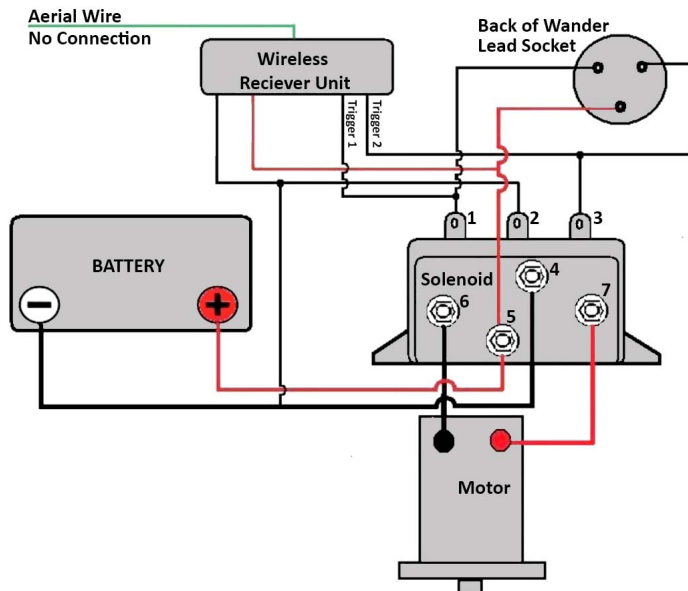 Aerial Wire
No Connection
Back of Wander
Lead Socket
Wireless
Reciever Unit
Trigger 1
Trigger 2
1
2
3
BATTERY
Solenoid
4
6
7
5
Motor